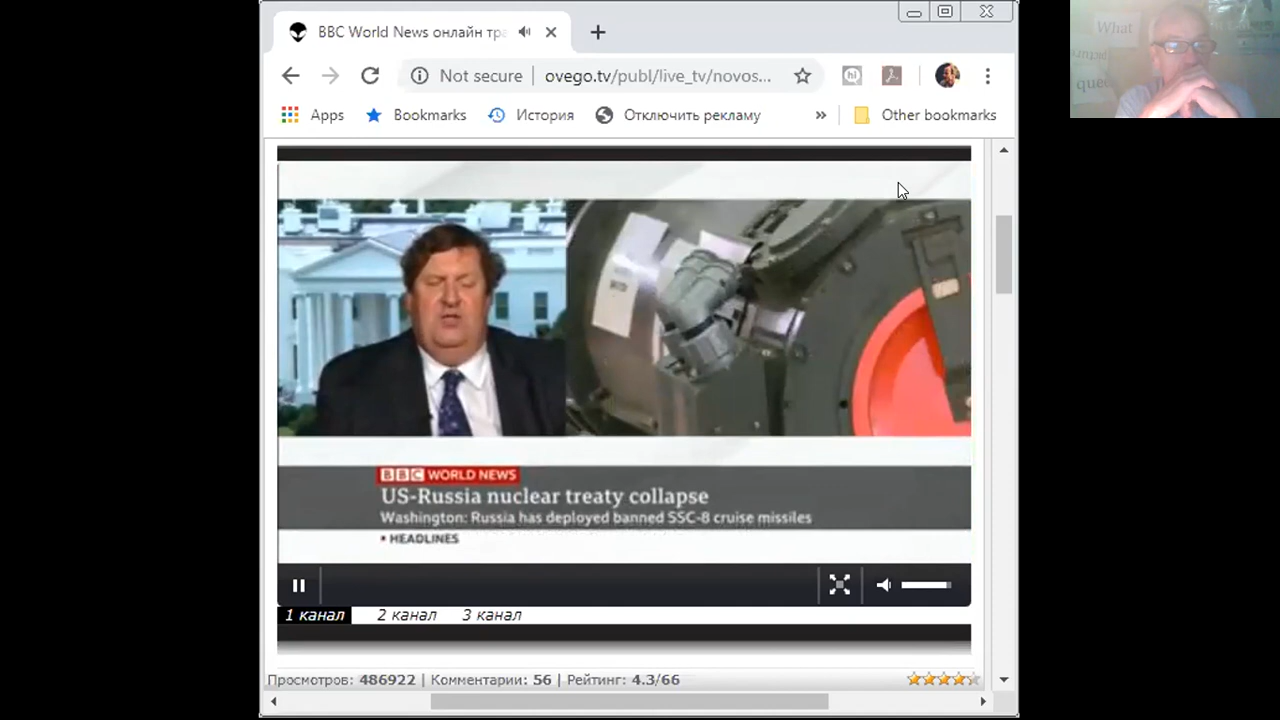 BBC World News онлайн тра
Not secure | ovego.tv/publ/live_tv/novos...
Apps Bookmarks История Отключить рекламу » Other bookmarks
BBC WORLD NEWS
US-Russia nuclear treaty collapse
Washington: Russia has deployed banned SSC-8 cruise missiles
• HEADLINES
1 канал 2 канал 3 канал
Просмотров: 486922 | Комментарии: 56 | Рейтинг: 4.3/66
What